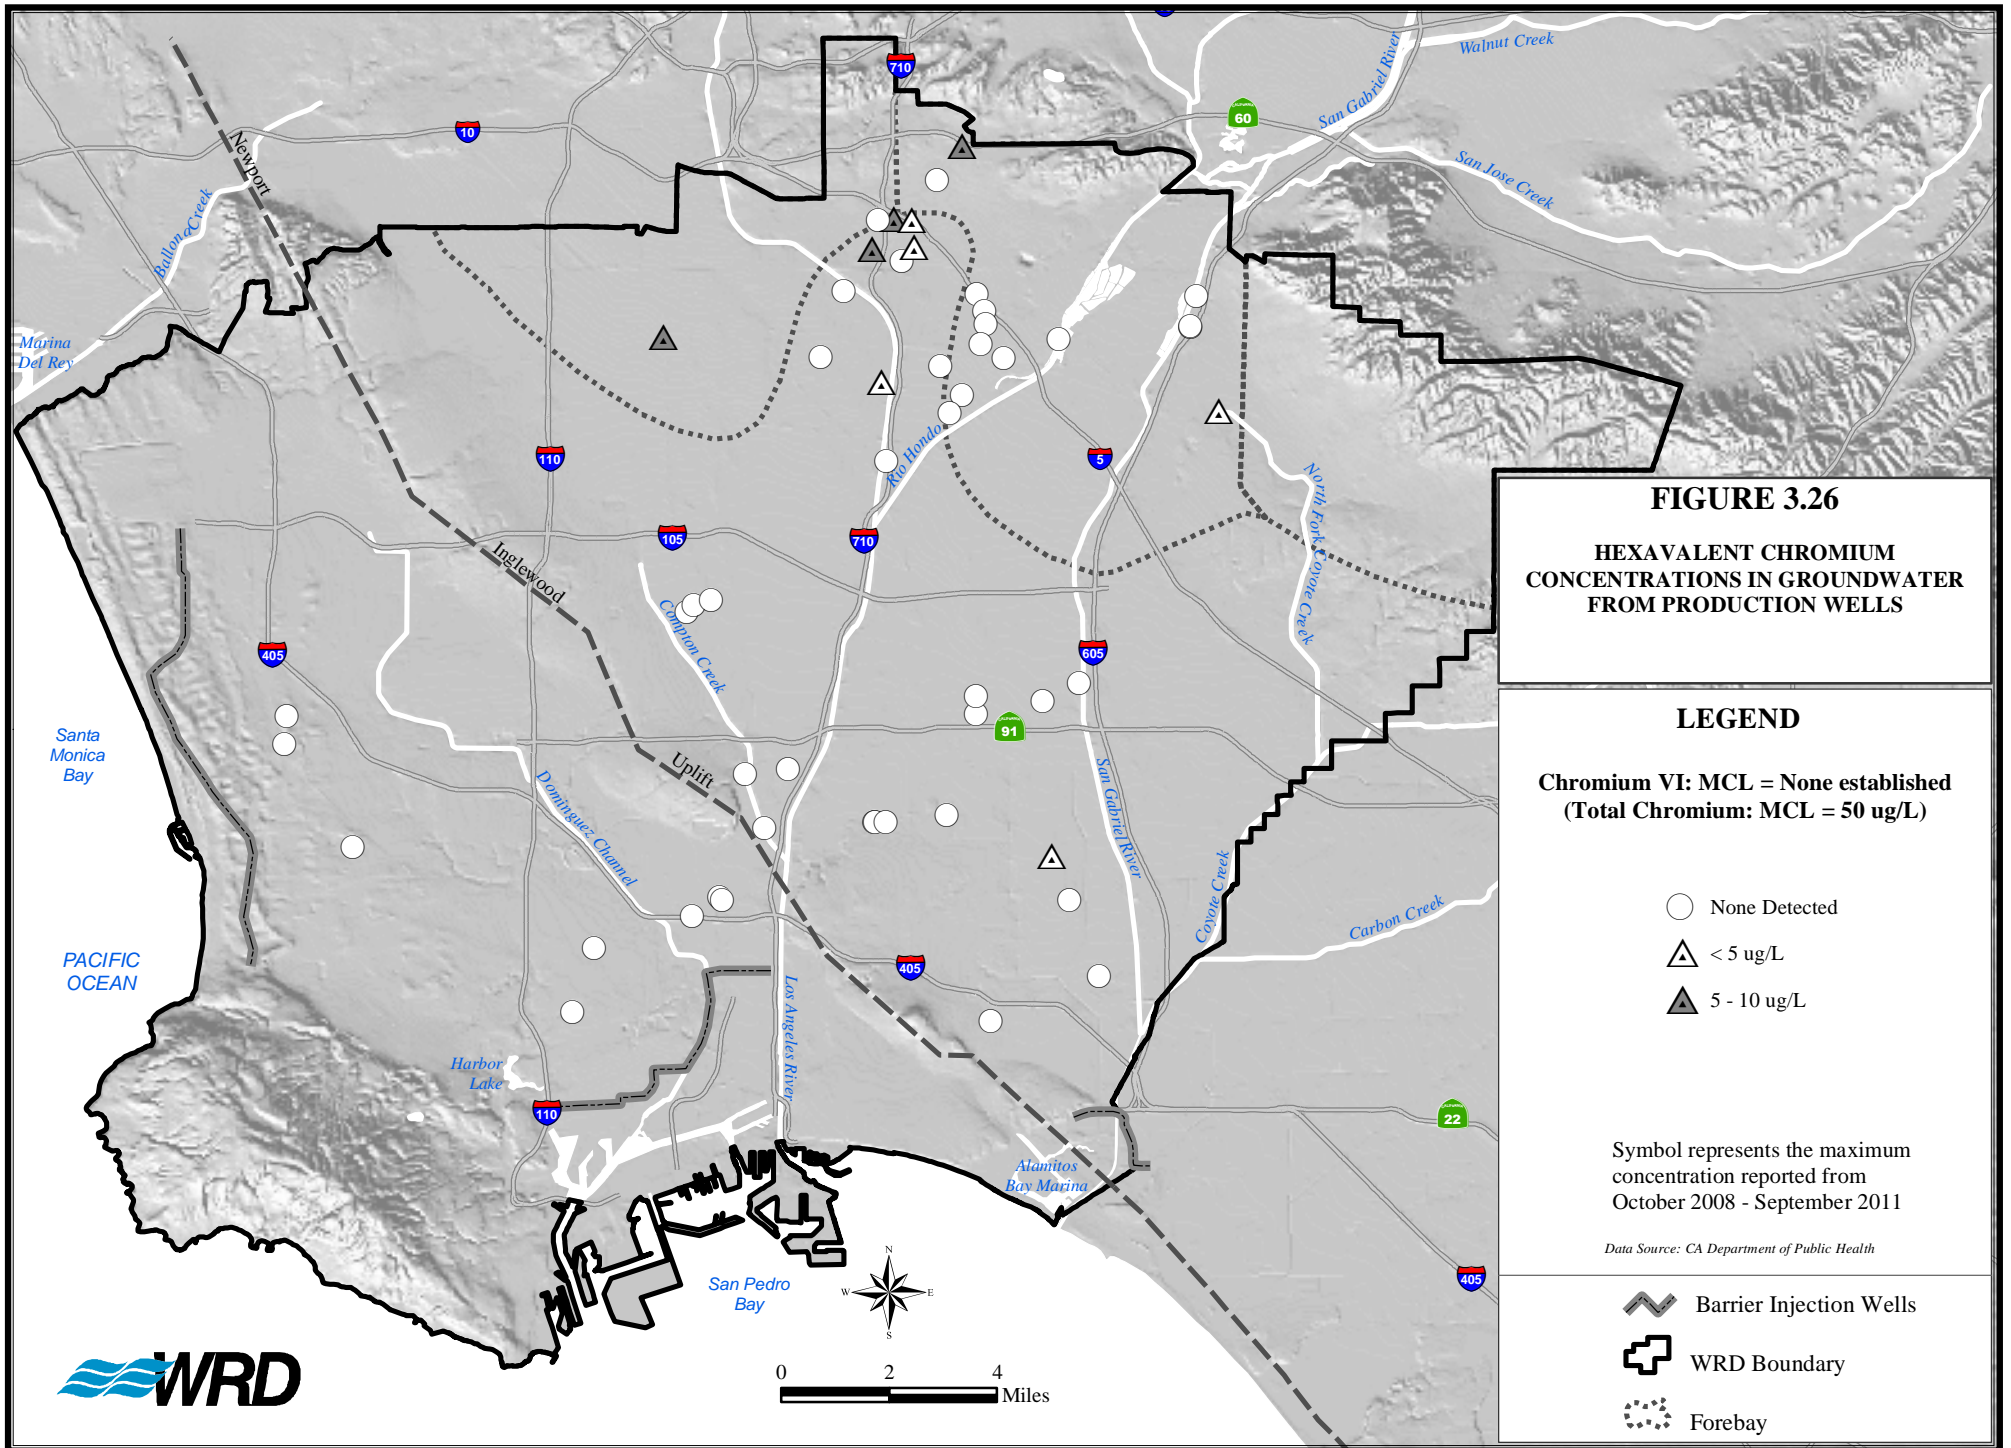 710
Walnut Creek
San Gabriel River
60
10
Newport
San Jose Creek
Ballona Creek
Marina
Del Rey
110
Rio Hondo
5
North Fork Coyote Creek
105
710
Inglewood
Compton Creek
405
605
Santa
Monica
Bay
91
Uplift
Dominguez Channel
San Gabriel River
Coyote Creek
Carbon Creek
PACIFIC
OCEAN
405
Los Angeles River
Harbor
Lake
110
22
Alamitos
Bay Marina
San Pedro
Bay
405
N
W
E
S
0 2 4
Miles
WRD
FIGURE 3.26
HEXAVALENT CHROMIUM
CONCENTRATIONS IN GROUNDWATER
FROM PRODUCTION WELLS
LEGEND
Chromium VI: MCL = None established
(Total Chromium: MCL = 50 ug/L)
None Detected
< 5 ug/L
5 - 10 ug/L
Symbol represents the maximum
concentration reported from
October 2008 - September 2011
Data Source: CA Department of Public Health
Barrier Injection Wells
WRD Boundary
Forebay